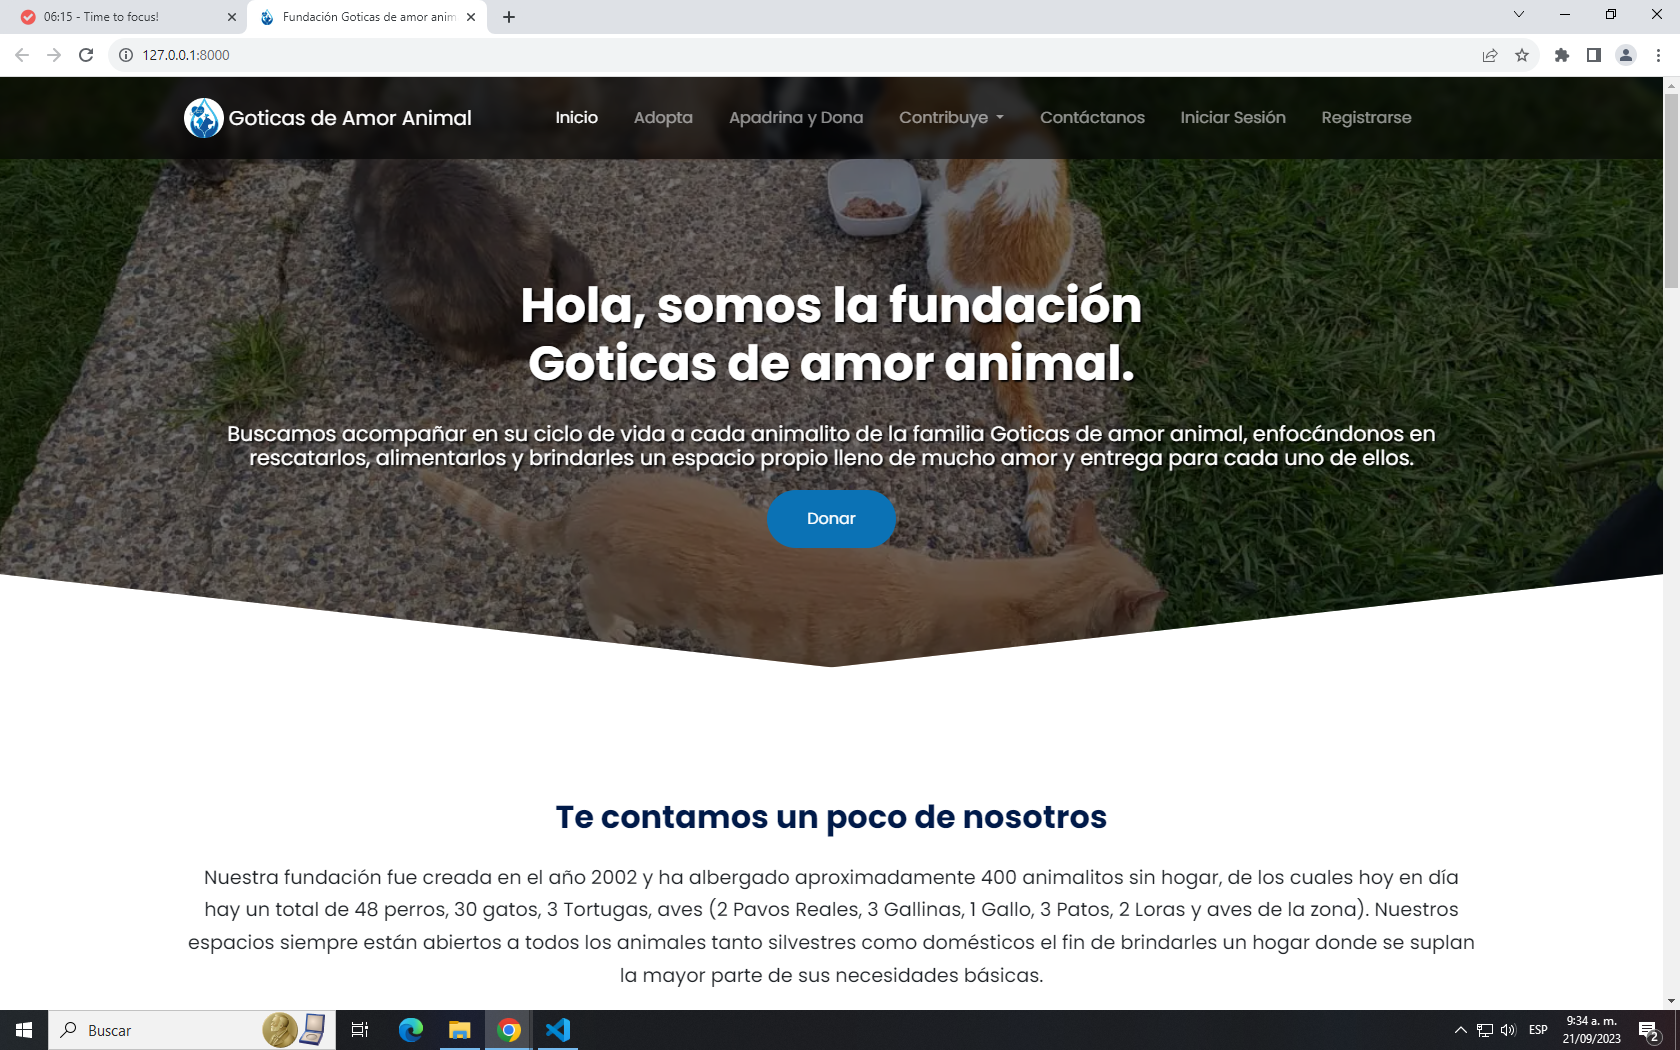 06:15 - Time to focus!
Fundación Goticas de amor anim
127.0.0.1:8000
Goticas de Amor Animal
Inicio
Adopta
Apadrina y Dona
Contribuye
Contáctanos
Iniciar Sesión
Registrarse
Hola, somos la fundación
Goticas de amor animal.
Buscamos acompañar en su ciclo de vida a cada animalito de la familia Goticas de amor animal, enfocándonos en
rescatarlos, alimentarlos y brindarles un espacio propio lleno de mucho amor y entrega para cada uno de ellos.
Donar
Te contamos un poco de nosotros
Nuestra fundación fue creada en el año 2002 y ha albergado aproximadamente 400 animalitos sin hogar, de los cuales hoy en día
hay un total de 48 perros, 30 gatos, 3 Tortugas, aves (2 Pavos Reales, 3 Gallinas, 1 Gallo, 3 Patos, 2 Loras y aves de la zona). Nuestros
espacios siempre están abiertos a todos los animales tanto silvestres como domésticos el fin de brindarles un hogar donde se suplan
la mayor parte de sus necesidades básicas.
Buscar
ESP
9:34 a. m.
21/09/2023
2